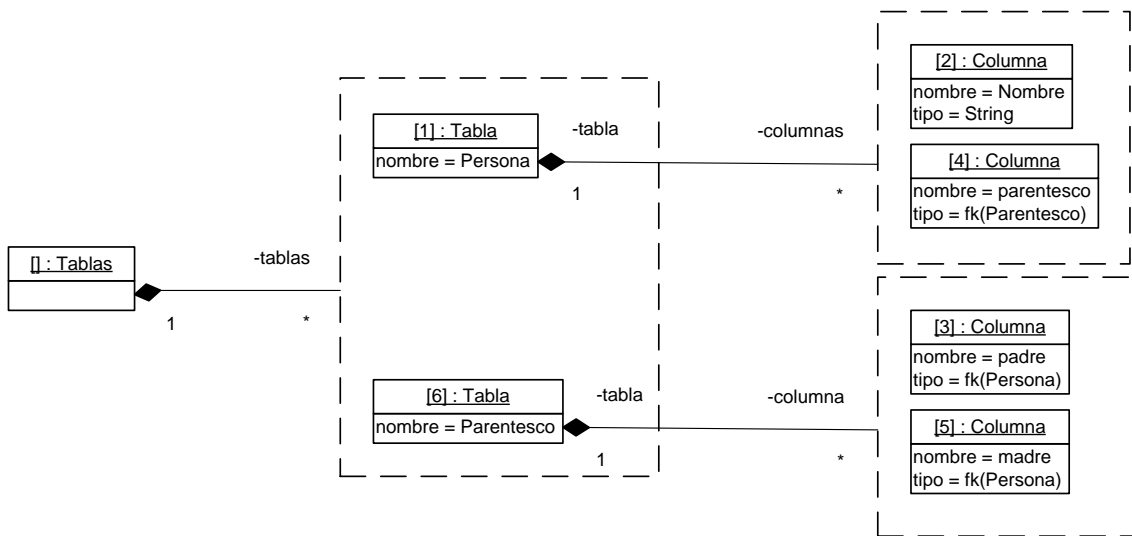 [2] : Columna
nombre = Nombre
tipo = String
[1] : Tabla
nombre = Persona
-tabla
-columnas
1
*
[4] : Columna
nombre = parentesco
tipo = fk(Parentesco)
[] : Tablas
-tablas
1
*
[3] : Columna
nombre = padre
tipo = fk(Persona)
[6] : Tabla
nombre = Parentesco
-tabla
-columna
1
*
[5] : Columna
nombre = madre
tipo = fk(Persona)